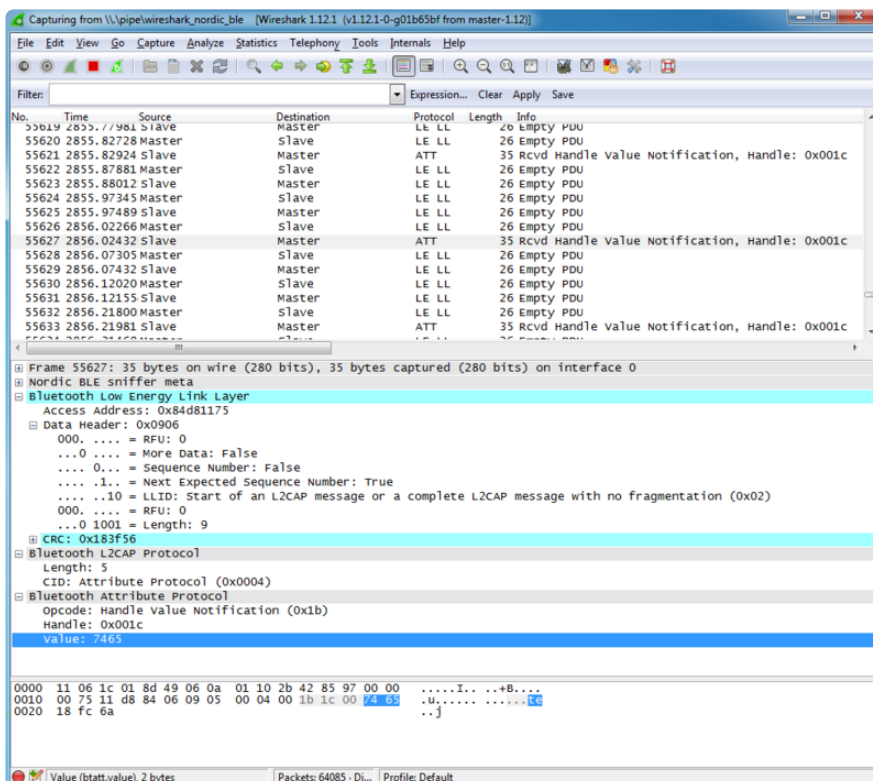 Capturing from \\.\pipe\wireshark_nordic_ble [Wireshark 1.12.1 (v1.12.1-0-g01b65bf from master-1.12)]
File Edit View Go Capture Analyze Statistics Telephony Tools Internals Help
Filter: Expression... Clear Apply Save
No. Time Source Destination Protocol Length Info
55619 2855.77981 Slave Master LE LL 26 Empty PDU
55620 2855.82728 Master Slave LE LL 26 Empty PDU
55621 2855.82924 Slave Master ATT 35 Rcvd Handle Value Notification, Handle: 0x001c
55622 2855.87881 Master Slave LE LL 26 Empty PDU
55623 2855.88012 Slave Master LE LL 26 Empty PDU
55624 2855.97345 Master Slave LE LL 26 Empty PDU
55625 2855.97489 Slave Master LE LL 26 Empty PDU
55626 2856.02266 Master Slave LE LL 26 Empty PDU
55627 2856.02432 Slave Master ATT 35 Rcvd Handle Value Notification, Handle: 0x001c
55628 2856.07305 Master Slave LE LL 26 Empty PDU
55629 2856.07432 Slave Master LE LL 26 Empty PDU
55630 2856.12020 Master Slave LE LL 26 Empty PDU
55631 2856.12155 Slave Master LE LL 26 Empty PDU
55632 2856.21800 Master Slave LE LL 26 Empty PDU
55633 2856.21981 Slave Master ATT 35 Rcvd Handle Value Notification, Handle: 0x001c
Frame 55627: 35 bytes on wire (280 bits), 35 bytes captured (280 bits) on interface 0
Nordic BLE sniffer meta
Bluetooth Low Energy Link Layer
Access Address: 0x84d81175
Data Header: 0x0906
000. .... = RFU: 0
...0 .... = More Data: False
.... 0... = Sequence Number: False
.... .1.. = Next Expected Sequence Number: True
.... ..10 = LLID: Start of an L2CAP message or a complete L2CAP message with no fragmentation (0x02)
000. .... = RFU: 0
...0 1001 = Length: 9
CRC: 0x183f56
Bluetooth L2CAP Protocol
Length: 5
CID: Attribute Protocol (0x0004)
Bluetooth Attribute Protocol
Opcode: Handle Value Notification (0x1b)
Handle: 0x001c
Value: 7465
0000 11 06 1c 01 8d 49 06 0a 01 10 2b 42 85 97 00 00 .....I.. ..+B....
0010 00 75 11 d8 84 06 09 05 00 04 00 1b 1c 00 74 65 .u...... ......te
0020 18 fc 6a ..j
Value (btatt.value), 2 bytes Packets: 64085 · Di... Profile: Default